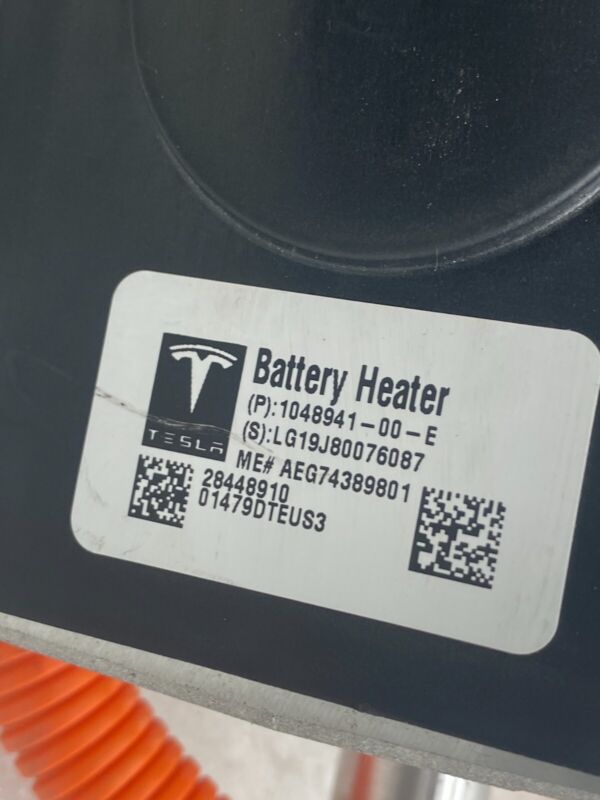 TESLA
Battery Heater
(P):1048941-00-E
(S):LG19J80076087
ME# AEG74389801
28448910
01479DTEUS3